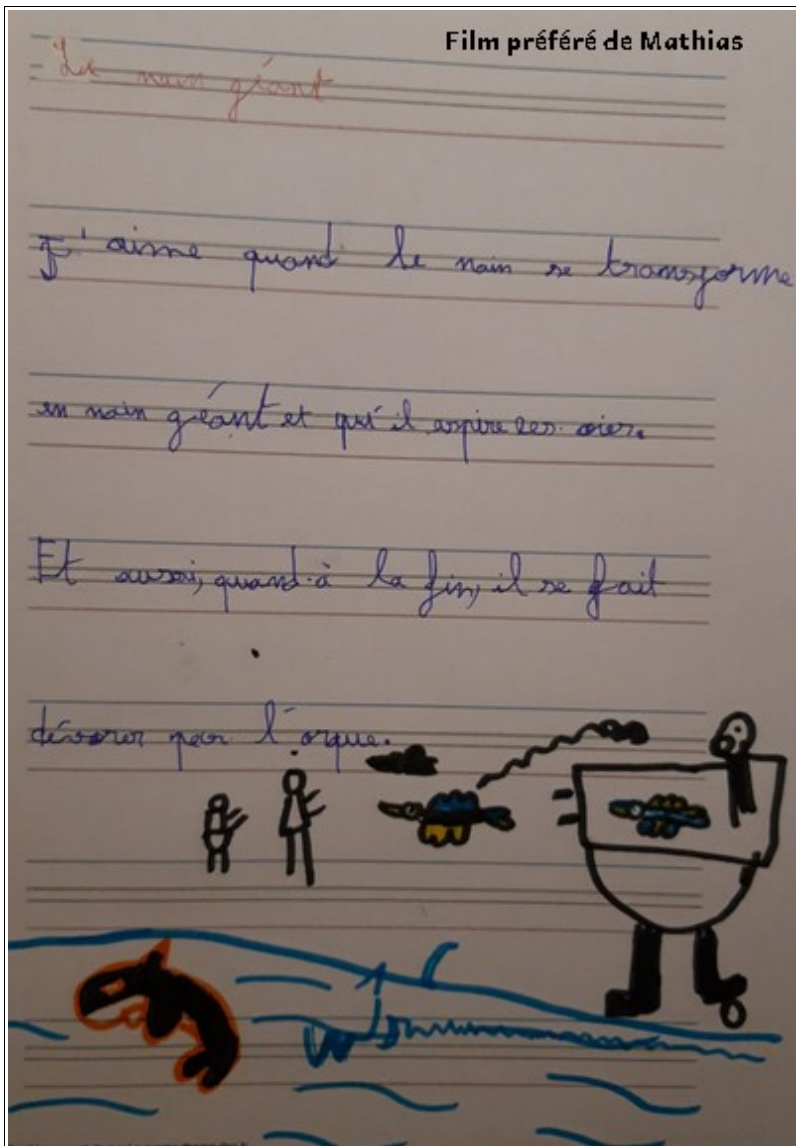 Film préféré de Mathias
Le nain géant
J'aime quand le nain se transforme
en nain géant et qu'il aspire les oies.
Et aussi, quand à la fin, il se fait
dévorer par l'orque.